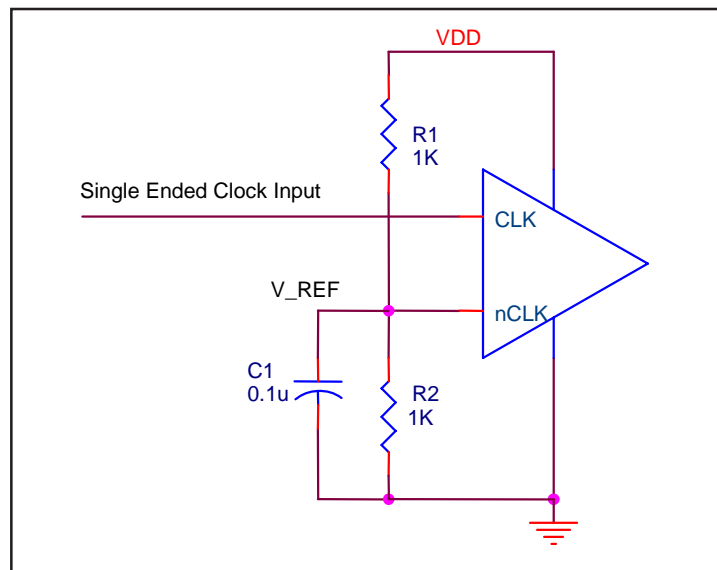 VDD
R1
1K
Single Ended Clock Input
CLK
V_REF
nCLK
C1
0.1u
R2
1K